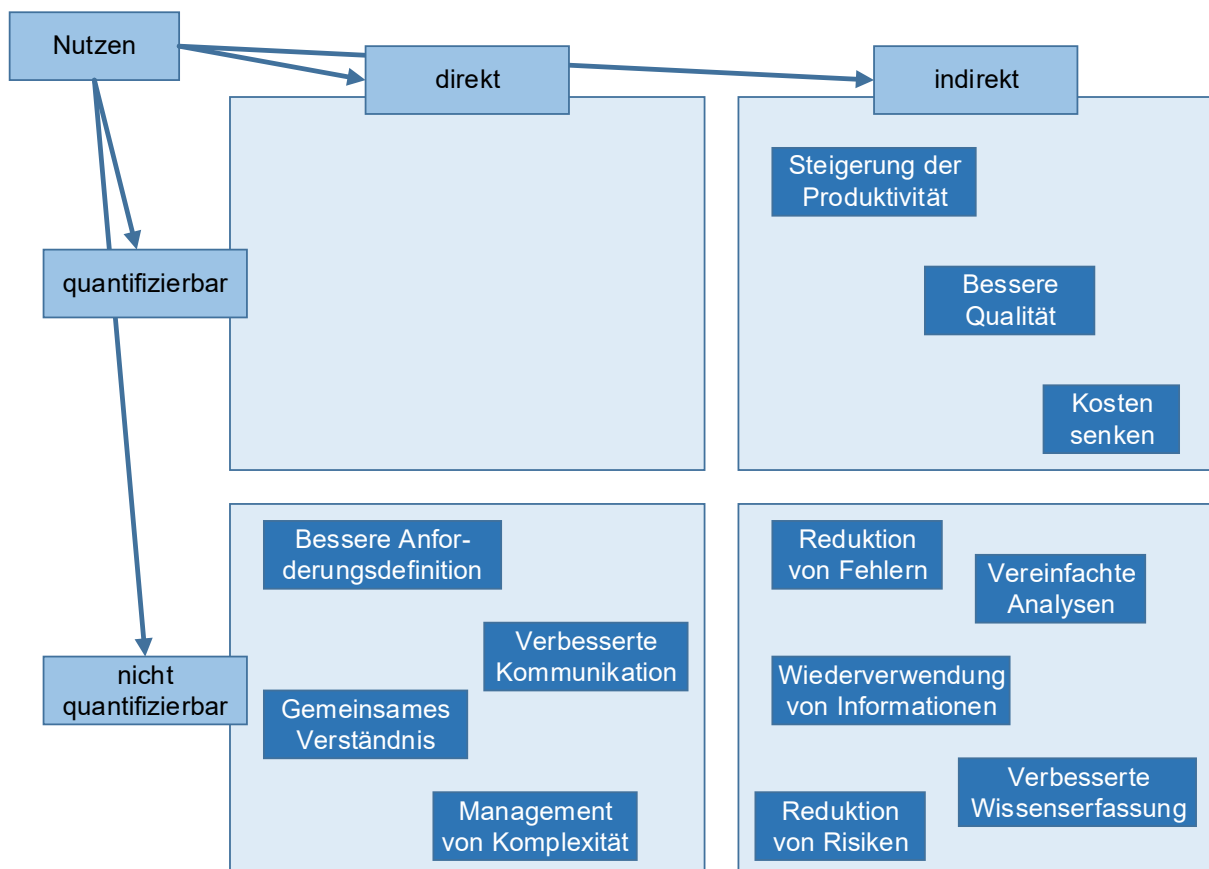 Nutzen
direkt
indirekt
Steigerung der
Produktivität
quantifizierbar
Bessere
Qualität
Kosten
senken
Bessere Anfor-
derungsdefinition
Verbesserte
Kommunikation
nicht
quantifizierbar
Gemeinsames
Verständnis
Management
von Komplexität
Reduktion
von Fehlern
Vereinfachte
Analysen
Wiederverwendung
von Informationen
Verbesserte
Wissenserfassung
Reduktion
von Risiken